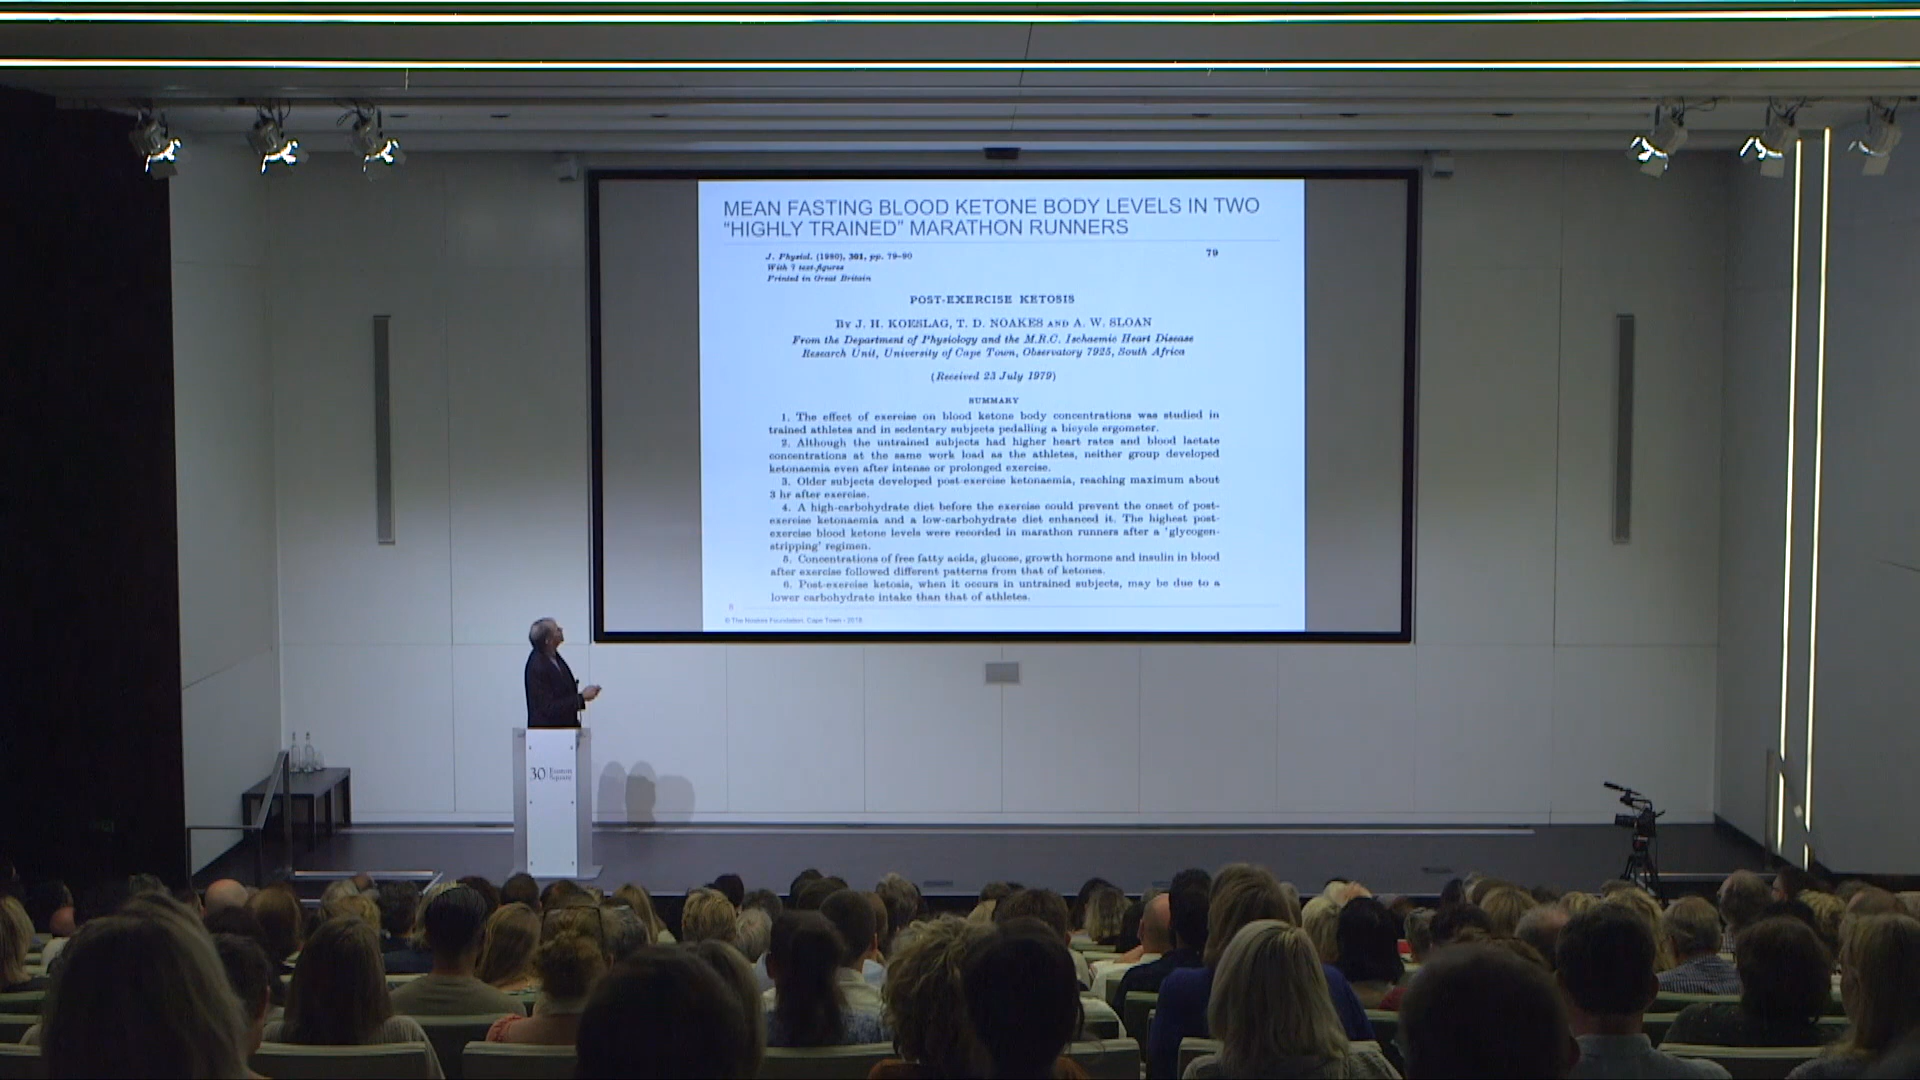 MEAN FASTING BLOOD KETONE BODY LEVELS IN TWO
"HIGHLY TRAINED" MARATHON RUNNERS
J. Physiol. (1980), 301, pp. 79-90
79
With 7 text-figures
Printed in Great Britain
POST-EXERCISE KETOSIS
By J. H. KOESLAG, T. D. NOAKES AND A. W. SLOAN
From the Department of Physiology and the M.R.C. Ischaemic Heart Disease
Research Unit, University of Cape Town, Observatory 7925, South Africa
(Received 23 July 1979)
SUMMARY
1. The effect of exercise on blood ketone body concentrations was studied in
trained athletes and in sedentary subjects pedalling a bicycle ergometer.
2. Although the untrained subjects had higher heart rates and blood lactate
concentrations at the same work load as the athletes, neither group developed
ketonaemia even after intense or prolonged exercise.
3. Older subjects developed post-exercise ketonaemia, reaching maximum about
3 hr after exercise.
4. A high-carbohydrate diet before the exercise could prevent the onset of post-
exercise ketonaemia and a low-carbohydrate diet enhanced it. The highest post-
exercise blood ketone levels were recorded in marathon runners after a 'glycogen-
stripping' regimen.
5. Concentrations of free fatty acids, glucose, growth hormone and insulin in blood
after exercise followed different patterns from that of ketones.
6. Post-exercise ketosis, when it occurs in untrained subjects, may be due to a
lower carbohydrate intake than that of athletes.
8
© The Noakes Foundation, Cape Town - 2018
30 Euston
Square